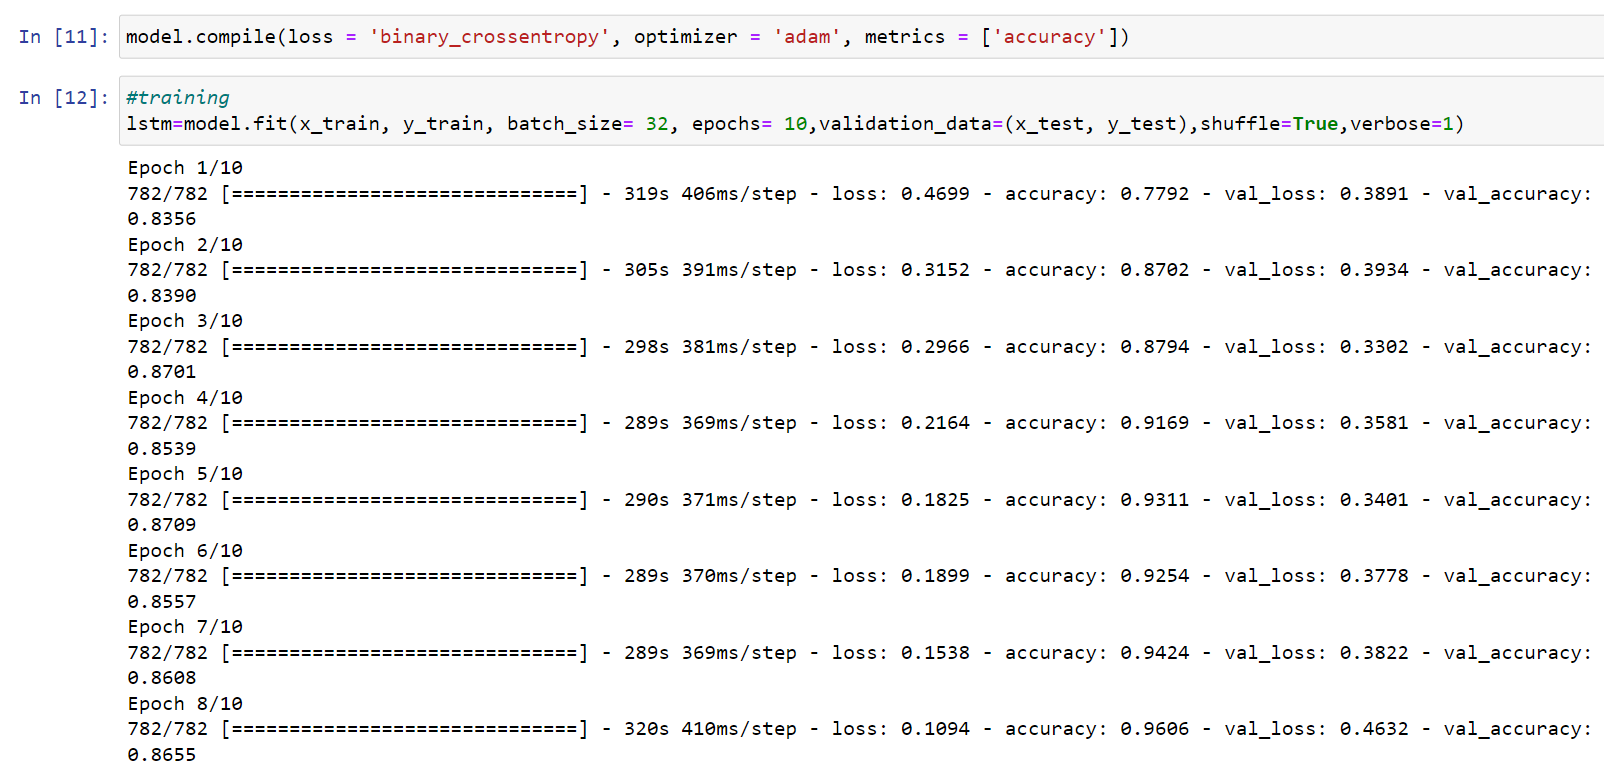 In [11]: model.compile(loss = 'binary_crossentropy', optimizer = 'adam', metrics = ['accuracy'])
In [12]: #training
lstm=model.fit(x_train, y_train, batch_size= 32, epochs= 10,validation_data=(x_test, y_test),shuffle=True,verbose=1)
Epoch 1/10
782/782 [==============================] - 319s 406ms/step - loss: 0.4699 - accuracy: 0.7792 - val_loss: 0.3891 - val_accuracy:
0.8356
Epoch 2/10
782/782 [==============================] - 305s 391ms/step - loss: 0.3152 - accuracy: 0.8702 - val_loss: 0.3934 - val_accuracy:
0.8390
Epoch 3/10
782/782 [==============================] - 298s 381ms/step - loss: 0.2966 - accuracy: 0.8794 - val_loss: 0.3302 - val_accuracy:
0.8701
Epoch 4/10
782/782 [==============================] - 289s 369ms/step - loss: 0.2164 - accuracy: 0.9169 - val_loss: 0.3581 - val_accuracy:
0.8539
Epoch 5/10
782/782 [==============================] - 290s 371ms/step - loss: 0.1825 - accuracy: 0.9311 - val_loss: 0.3401 - val_accuracy:
0.8709
Epoch 6/10
782/782 [==============================] - 289s 370ms/step - loss: 0.1899 - accuracy: 0.9254 - val_loss: 0.3778 - val_accuracy:
0.8557
Epoch 7/10
782/782 [==============================] - 289s 369ms/step - loss: 0.1538 - accuracy: 0.9424 - val_loss: 0.3822 - val_accuracy:
0.8608
Epoch 8/10
782/782 [==============================] - 320s 410ms/step - loss: 0.1094 - accuracy: 0.9606 - val_loss: 0.4632 - val_accuracy:
0.8655